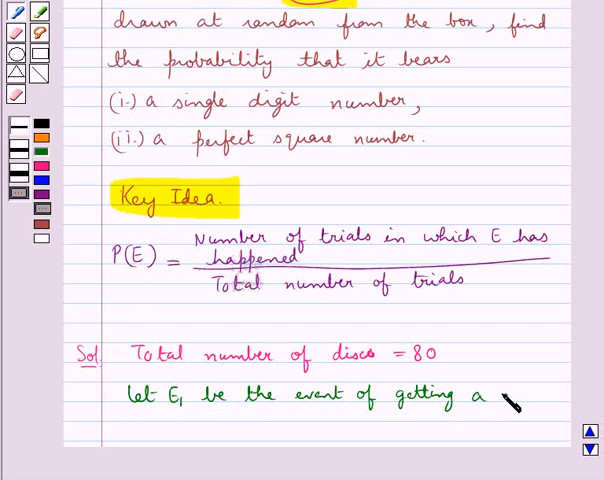 drawn at random from the box, find
the probability that it bears
(i.) a single digit number,
(ii.) a perfect square number.
Key Idea.
P(E) = Number of trials in which E has
happened
Total number of trials
Sol. Total number of discs = 80
Let E1 be the event of getting a